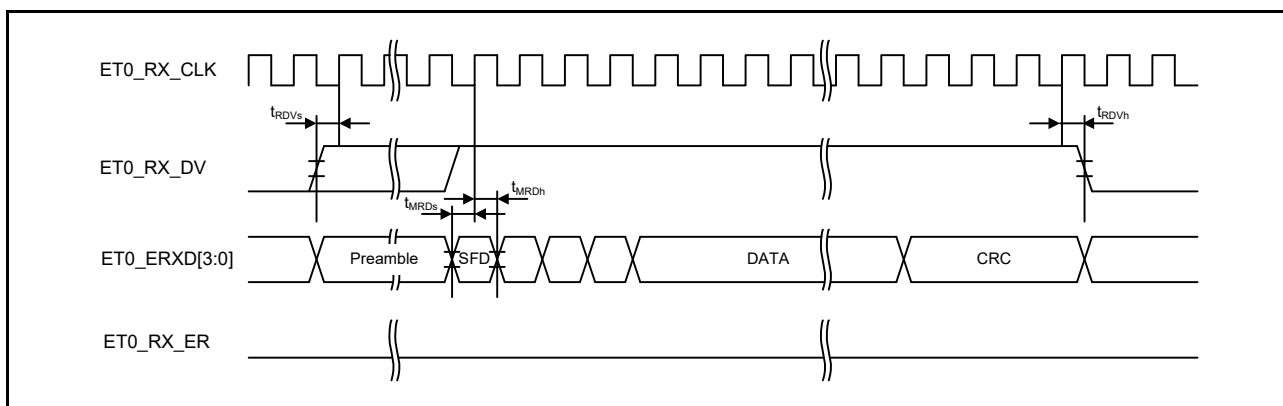 ET0_RX_CLK
tRDVs
tRDVh
ET0_RX_DV
tMRDh
tMRDs
ET0_ERXD[3:0]
Preamble
SFD
DATA
CRC
ET0_RX_ER